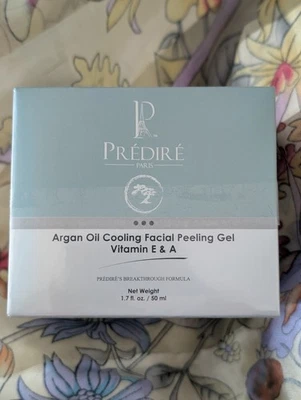 P
PRÉDIRÉ
PARIS
Argan Oil Cooling Facial Peeling Gel
Vitamin E & A
PRÉDIRÉ'S BREAKTHROUGH FORMULA
Net Weight
1.7 fl. oz. / 50 ml